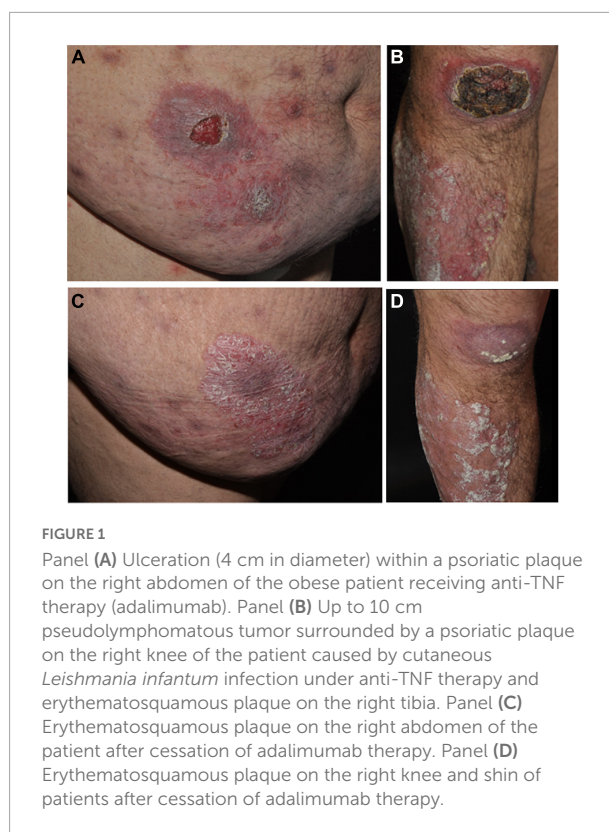 A
B
C
D
FIGURE 1
Panel (A) Ulceration (4 cm in diameter) within a psoriatic plaque
on the right abdomen of the obese patient receiving anti-TNF
therapy (adalimumab). Panel (B) Up to 10 cm
pseudolymphomatous tumor surrounded by a psoriatic plaque
on the right knee of the patient caused by cutaneous
Leishmania infantum infection under anti-TNF therapy and
erythematosquamous plaque on the right tibia. Panel (C)
Erythematosquamous plaque on the right abdomen of the
patient after cessation of adalimumab therapy. Panel (D)
Erythematosquamous plaque on the right knee and shin of
patients after cessation of adalimumab therapy.